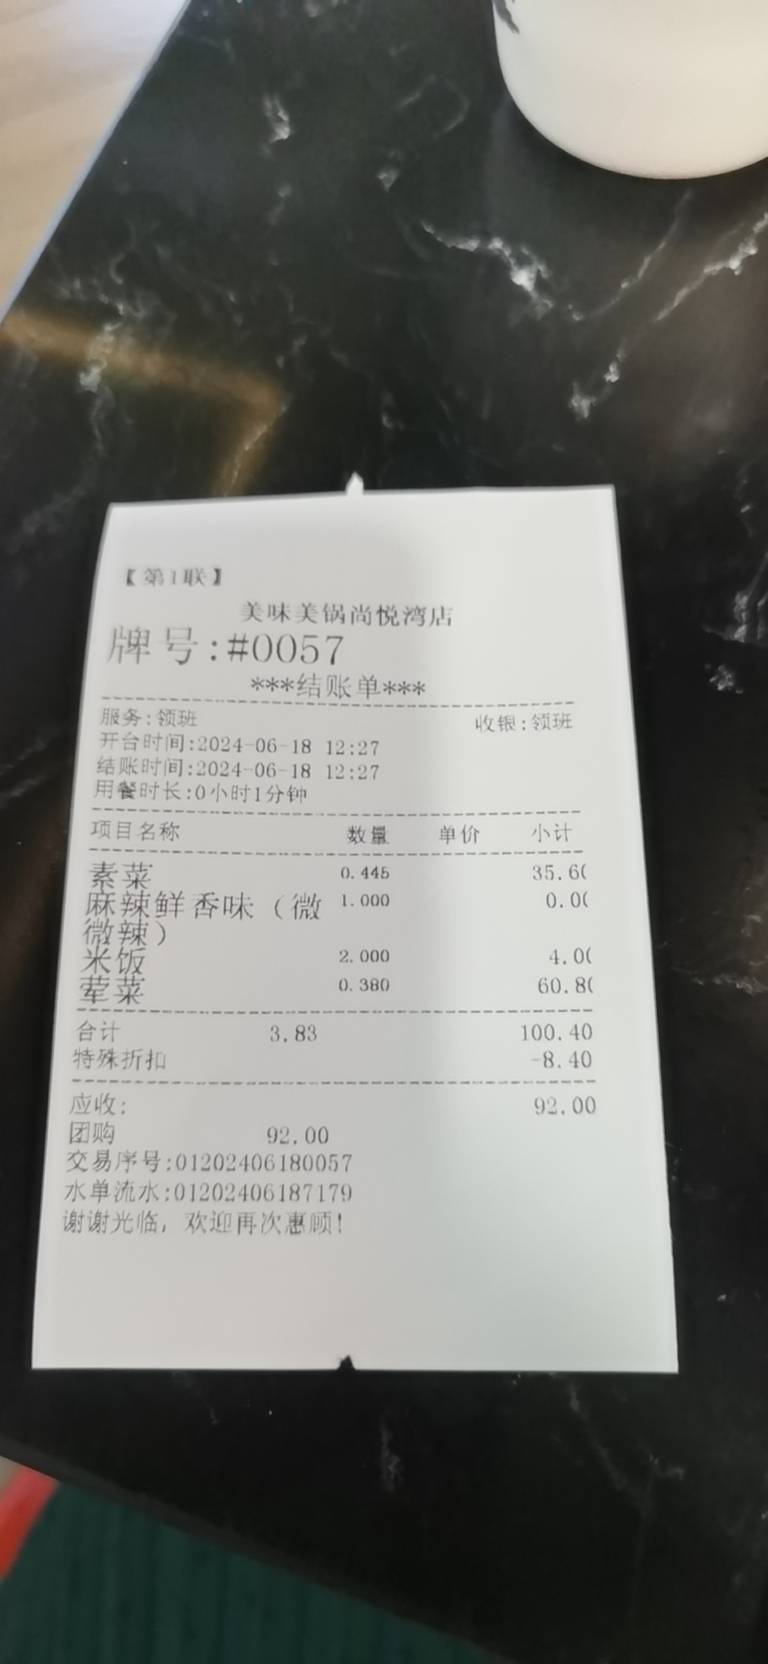 【第1联】
美味美锅尚悦湾店
牌号:#0057
***结账单***
服务:领班 收银:领班
开台时间:2024-06-18 12:27
结账时间:2024-06-18 12:27
用餐时长:0小时1分钟
项目名称 数量 单价 小计
素菜 0.445 35.60
麻辣鲜香味（微 1.000 0.00
微辣）
米饭 2.000 4.00
荤菜 0.380 60.80
合计 3.83 100.40
特殊折扣 -8.40
应收: 92.00
团购 92.00
交易序号:01202406180057
水单流水:01202406187179
谢谢光临, 欢迎再次惠顾!